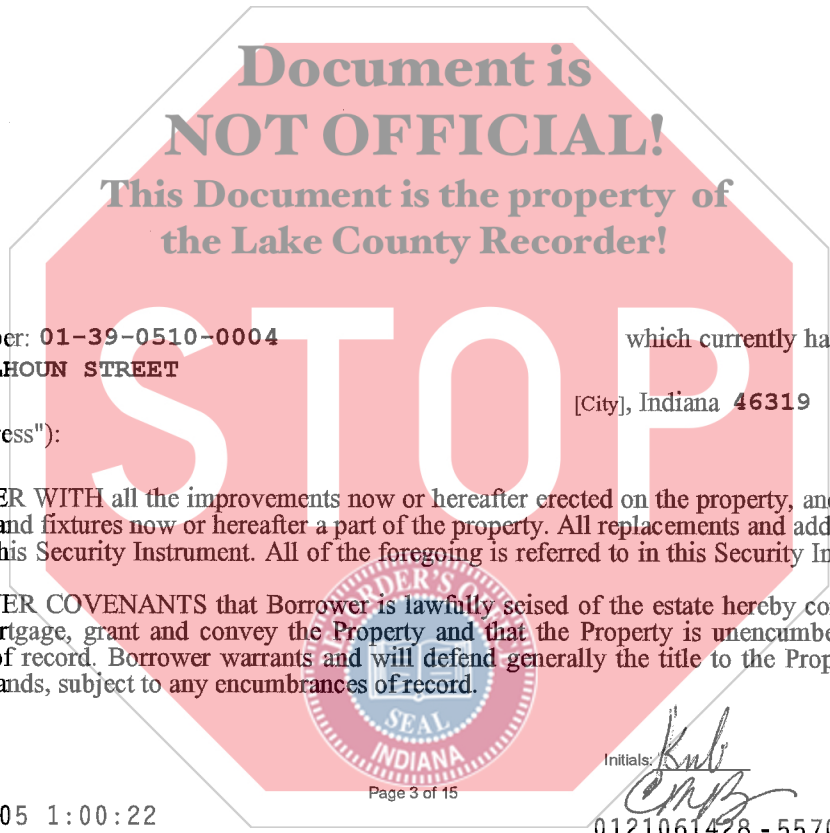 Document is
NOT OFFICIAL!
This Document is the property of
the Lake County Recorder!
STOP
er: 01-39-0510-0004 which currently ha
HOUN STREET
[City], Indiana 46319
ess"):
ER WITH all the improvements now or hereafter erected on the property, and
and fixtures now or hereafter a part of the property. All replacements and add
his Security Instrument. All of the foregoing is referred to in this Security In
ER COVENANTS that Borrower is lawfully seised of the estate hereby co
rtgage, grant and convey the Property and that the Property is unencumbe
f record. Borrower warrants and will defend generally the title to the Prop
ands, subject to any encumbrances of record.
SEAL
INDIANA
Initials:
Page 3 of 15
05 1:00:22
0121061428 - 5570